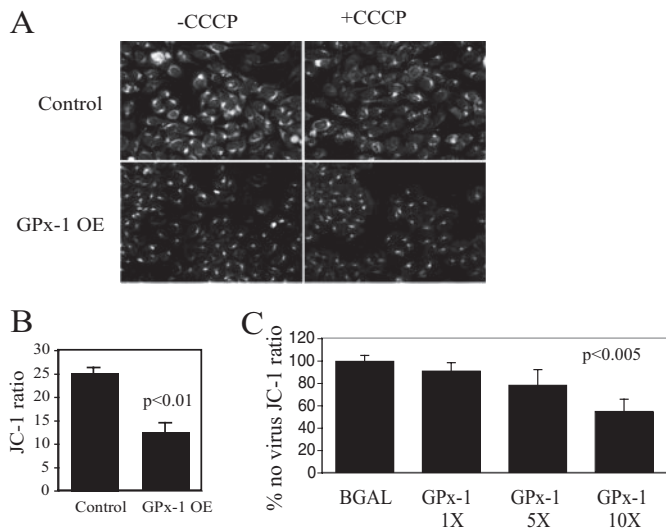 A
-CCCP
+CCCP
Control
GPx-1 OE
B
JC-1 ratio
30
25
20
15
10
5
0
p<0.01
Control
GPx-1 OE
C
% no virus JC-1 ratio
120
100
80
60
40
20
0
p<0.005
BGAL
GPx-1
1X
GPx-1
5X
GPx-1
10X